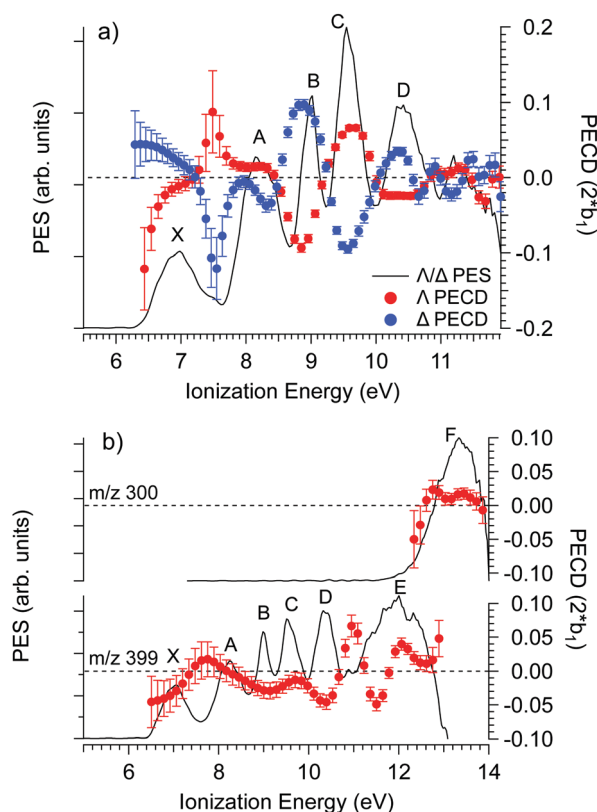 a)
C
B
D
A
X
0.2
0.1
0.0
-0.1
-0.2
PES (arb. units)
PECD (2*b₁)
Λ/Δ PES
Λ PECD
Δ PECD
6 7 8 9 10 11
Ionization Energy (eV)
b)
F
m/z 300
0.10
0.05
0.00
-0.05
-0.10
E
D
C
B
A
X
m/z 399
0.10
0.05
0.00
-0.05
-0.10
PES (arb. units)
PECD (2*b₁)
6 8 10 12 14
Ionization Energy (eV)